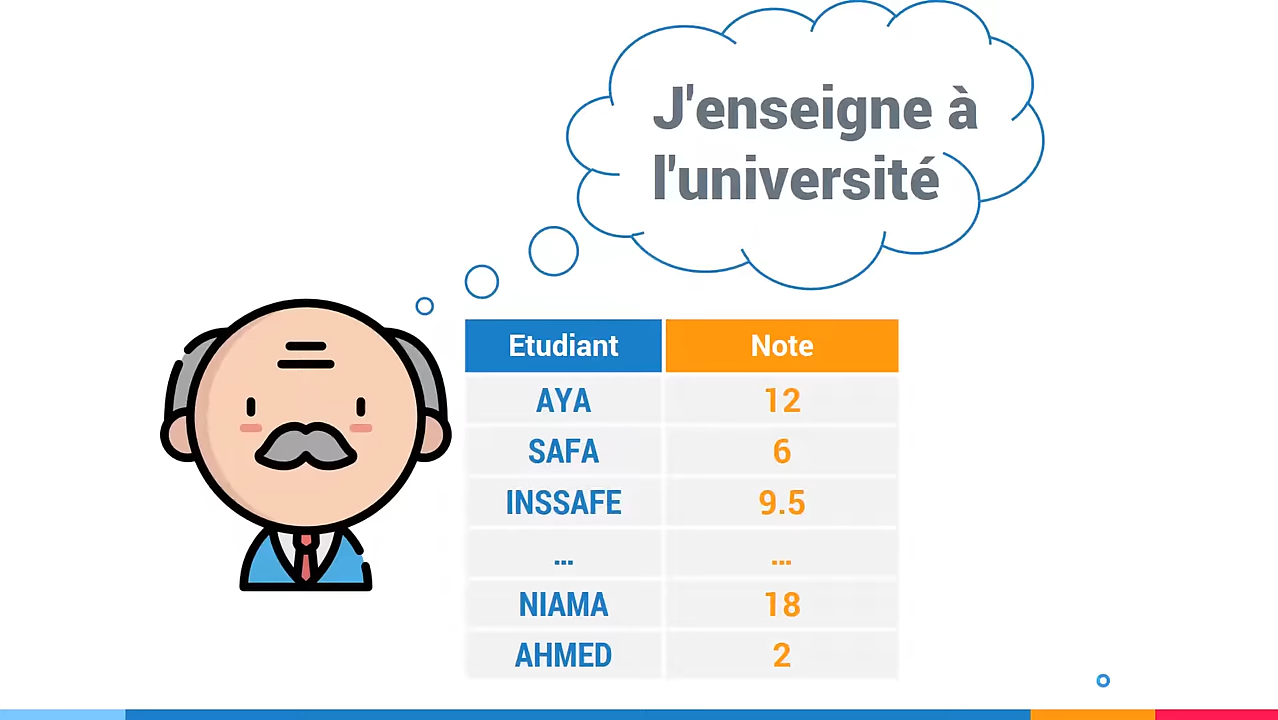 J'enseigne à
l'université
Etudiant Note
AYA 12
SAFA 6
INSSAFE 9.5
... ...
NIAMA 18
AHMED 2